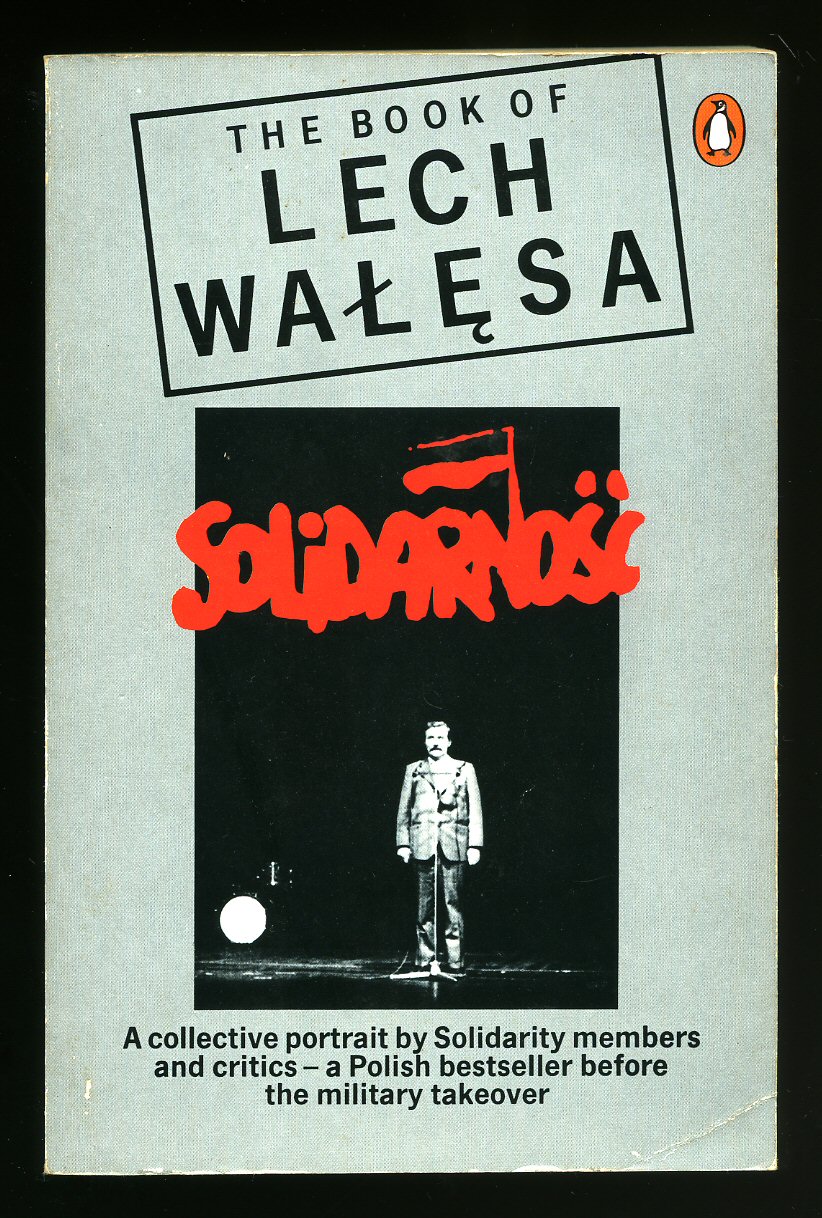 THE BOOK OF
LECH
WAŁĘSA
SOLIDARNOŚĆ
A collective portrait by Solidarity members
and critics – a Polish bestseller before
the military takeover